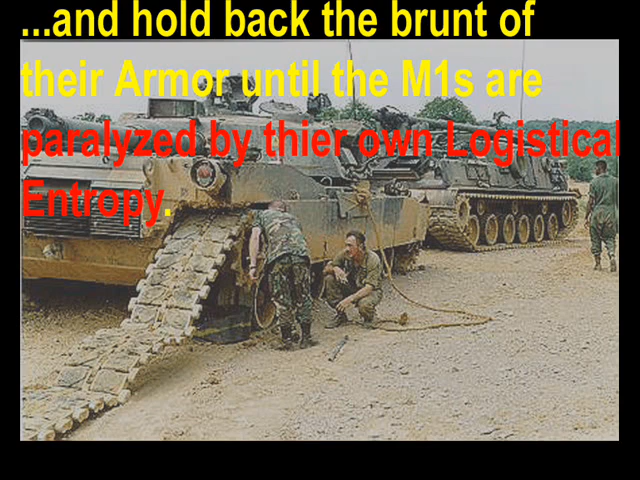 ...and hold back the brunt of
their Armor until the M1s are
paralyzed by thier own Logistical
Entropy.